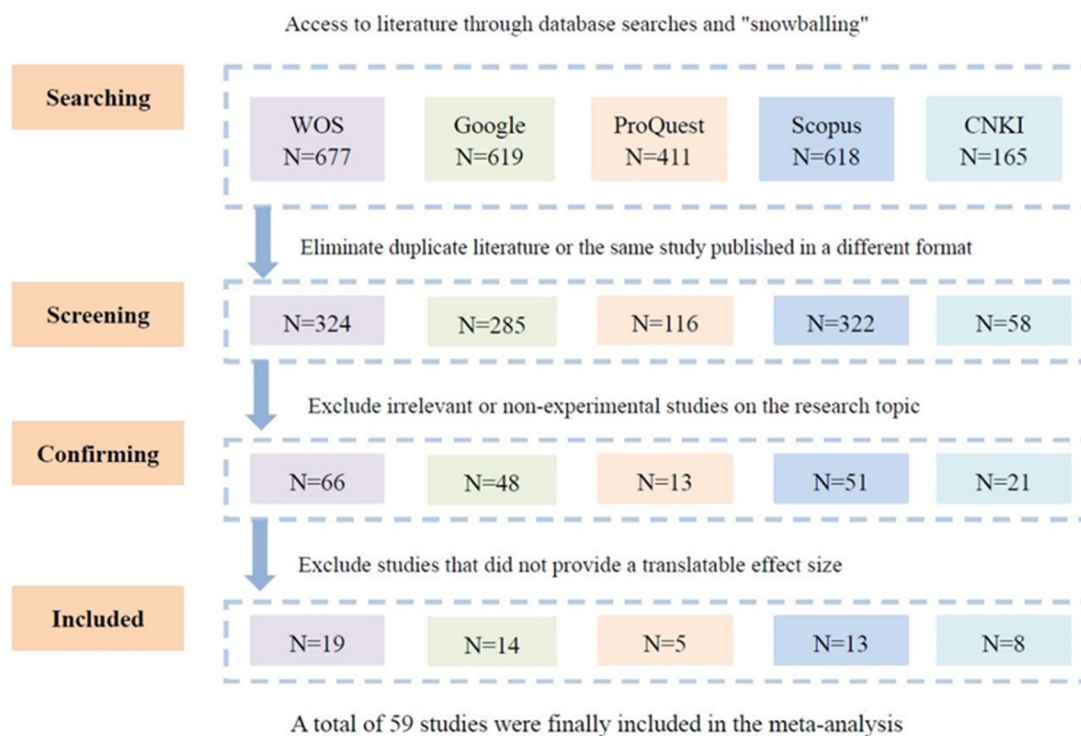 Access to literature through database searches and "snowballing"
Searching
WOS
N=677
Google
N=619
ProQuest
N=411
Scopus
N=618
CNKI
N=165
Eliminate duplicate literature or the same study published in a different format
Screening
N=324
N=285
N=116
N=322
N=58
Exclude irrelevant or non-experimental studies on the research topic
Confirming
N=66
N=48
N=13
N=51
N=21
Exclude studies that did not provide a translatable effect size
Included
N=19
N=14
N=5
N=13
N=8
A total of 59 studies were finally included in the meta-analysis